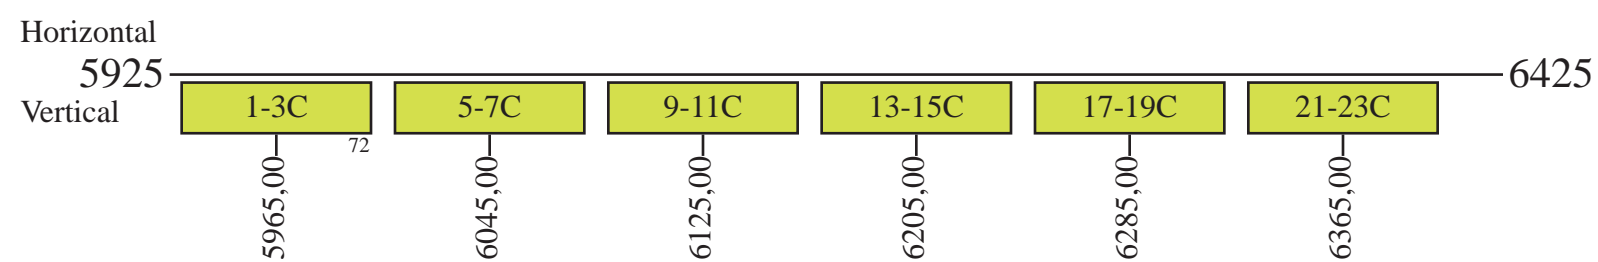 Horizontal
5925 6425
Vertical
1-3C 5-7C 9-11C 13-15C 17-19C 21-23C
72
5965,00 6045,00 6125,00 6205,00 6285,00 6365,00